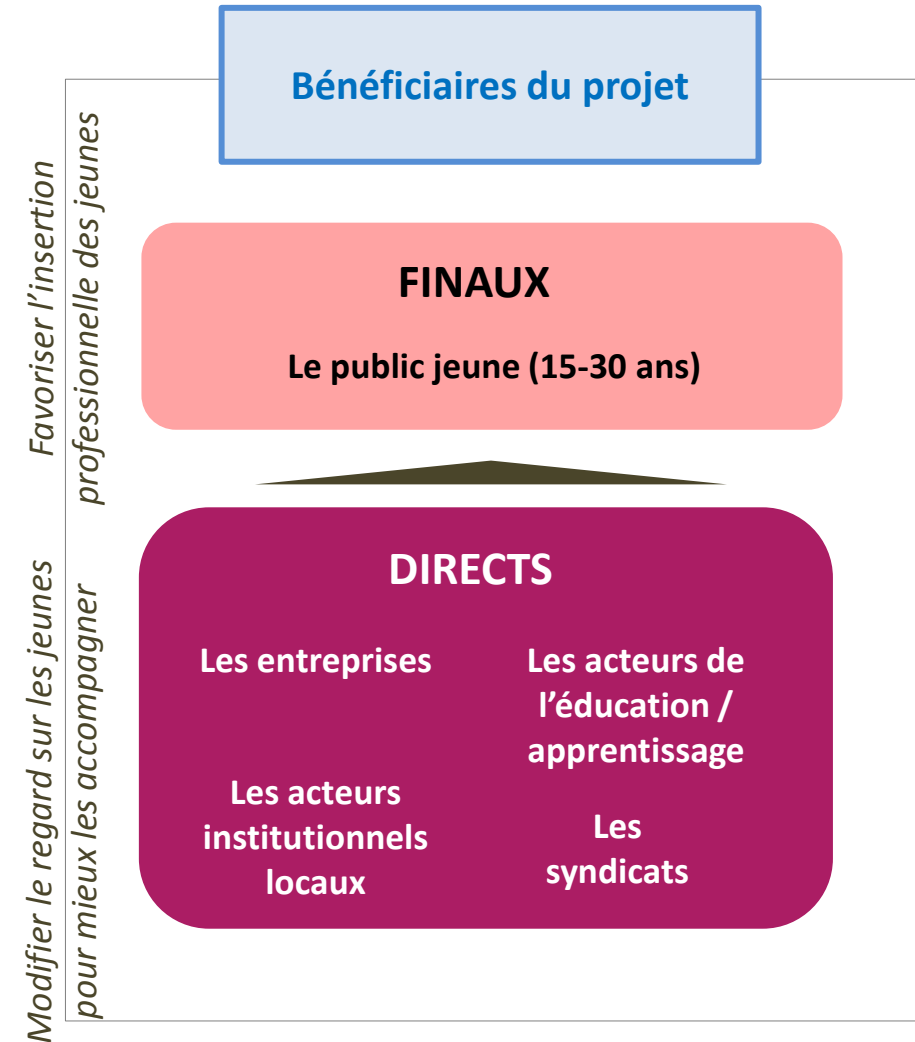 Bénéficiaires du projet
Favoriser l’insertion
professionnelle des jeunes
FINAUX
Le public jeune (15-30 ans)
Modifier le regard sur les jeunes
pour mieux les accompagner
DIRECTS
Les entreprises
Les acteurs de
l’éducation /
apprentissage
Les acteurs
institutionnels
locaux
Les
syndicats